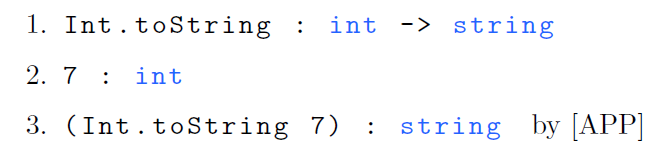 1. Int.toString : int -> string
2. 7 : int
3. (Int.toString 7) : string by [APP]